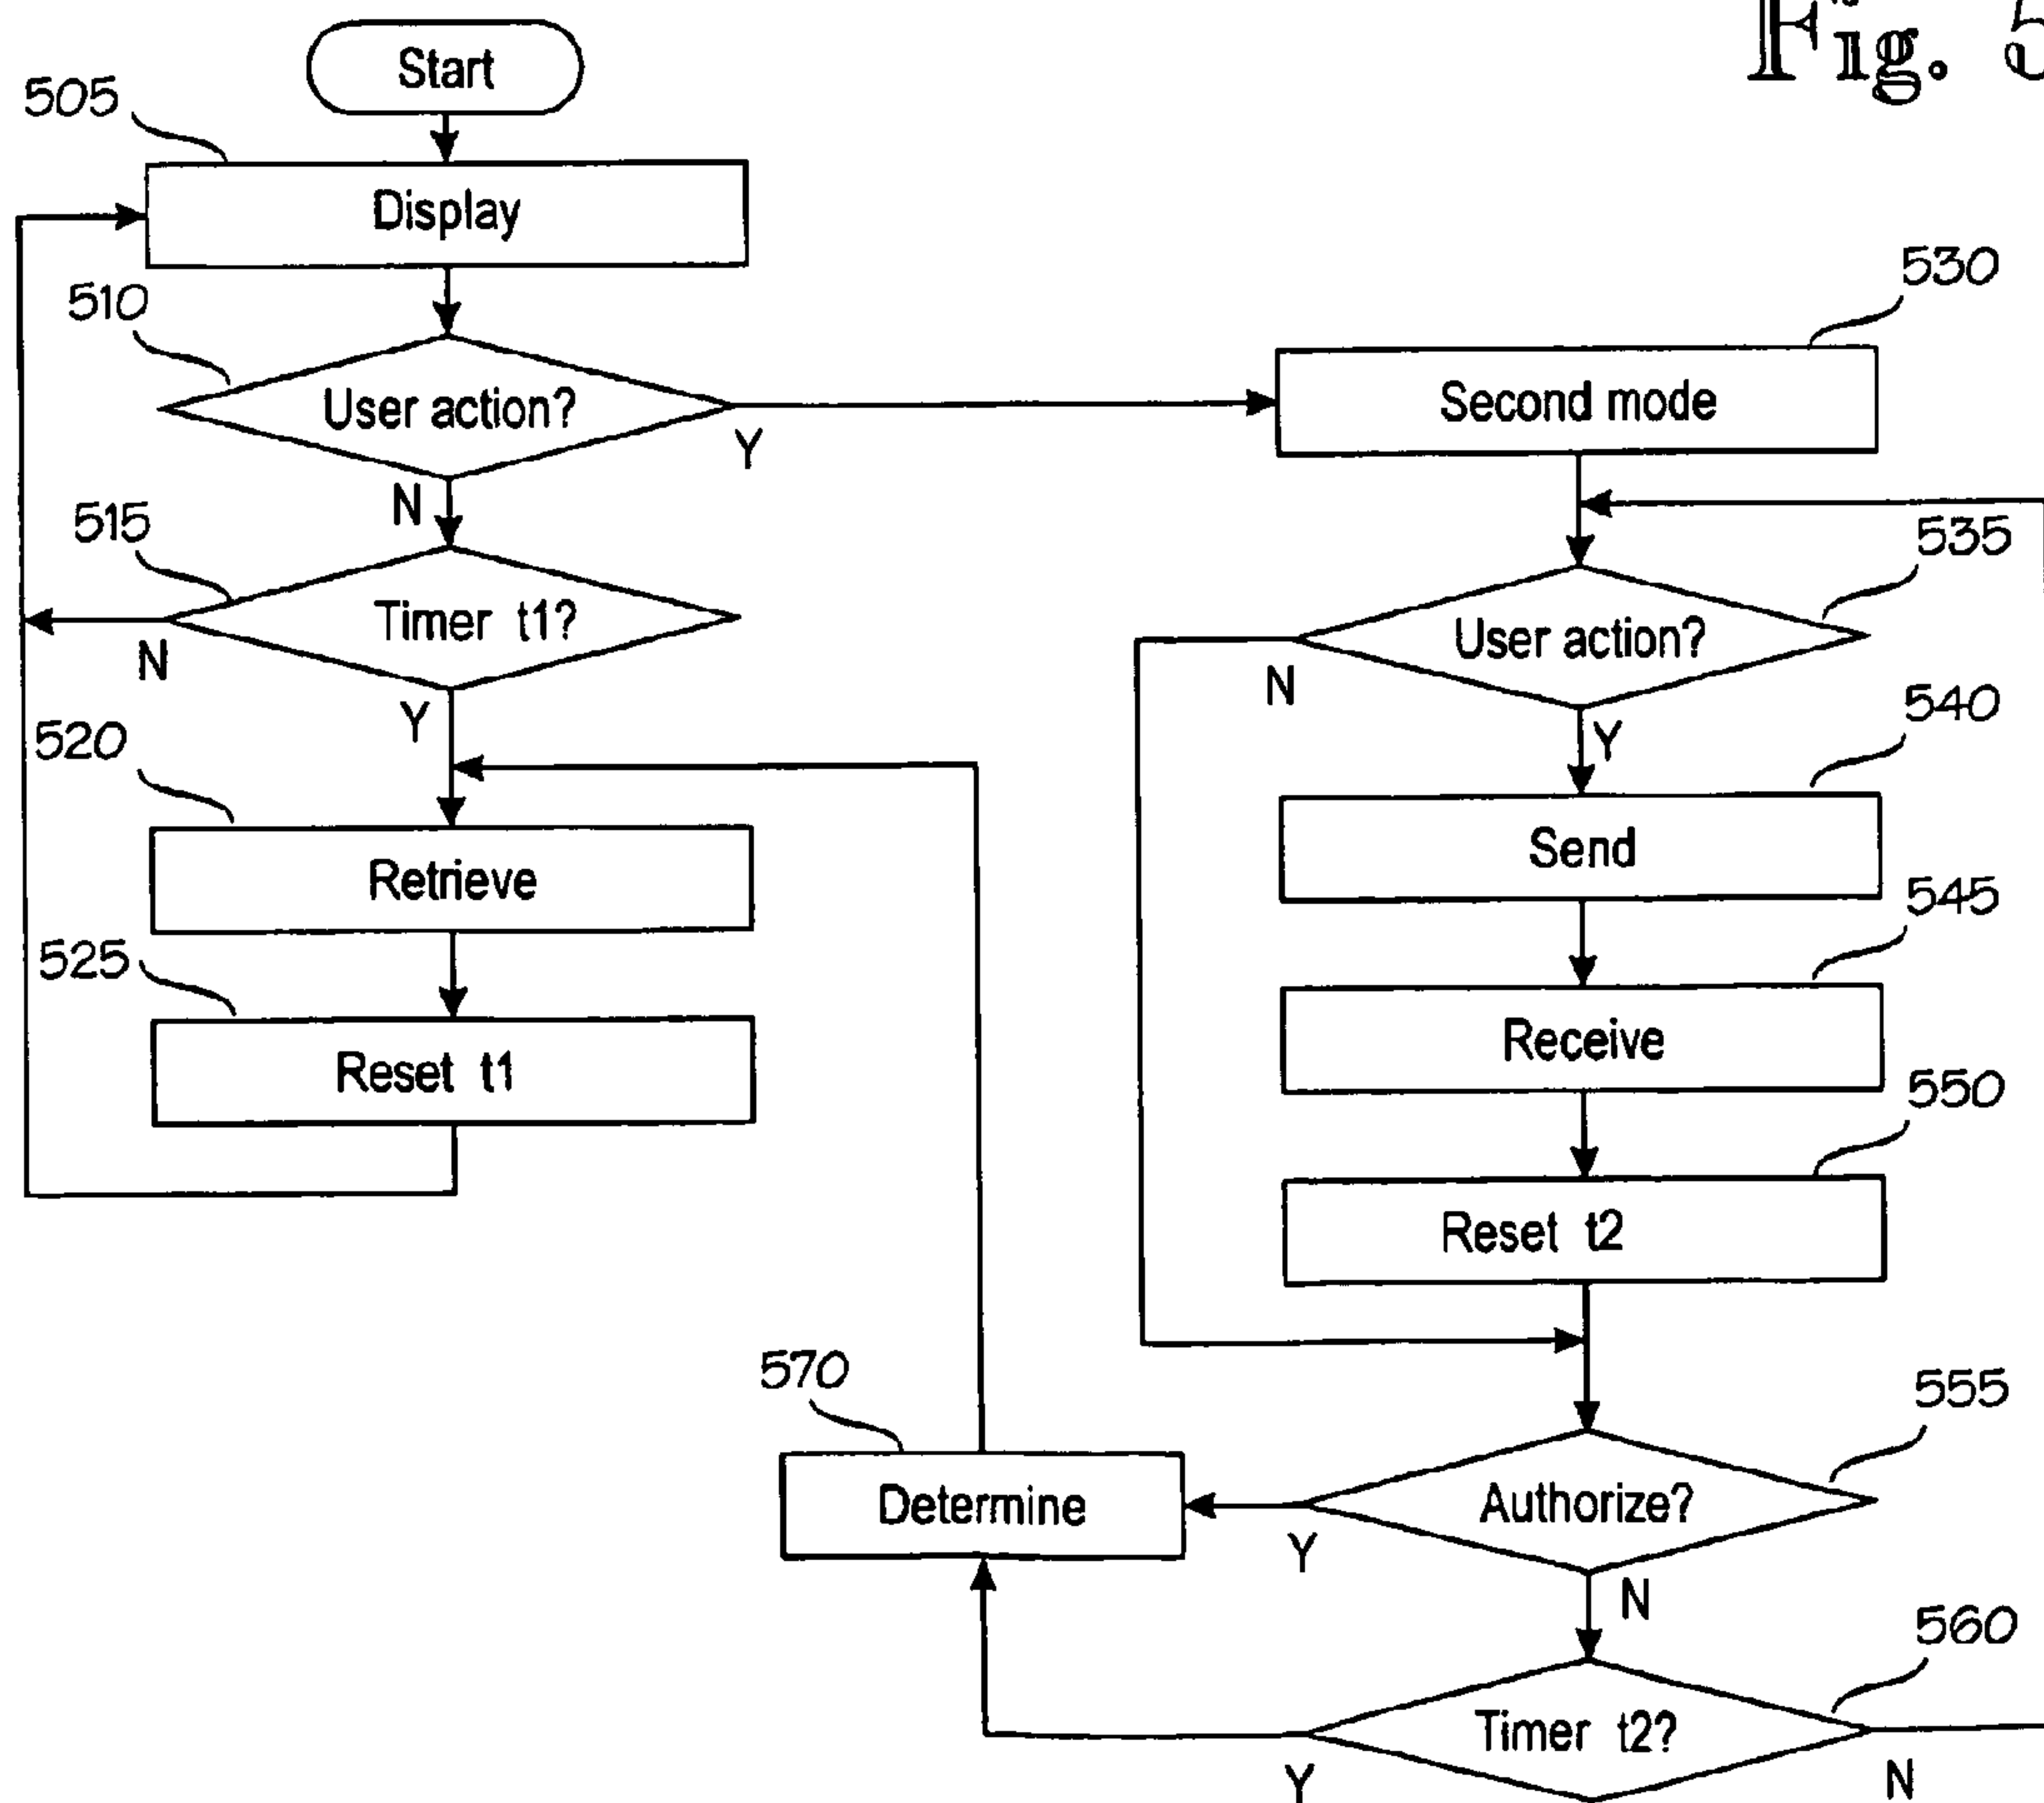 Fig. 5
Start
505
Display
510
User action?
Y
N
530
Second mode
515
Timer t1?
N
Y
535
User action?
N
Y
520
Retrieve
540
Send
525
Reset t1
545
Receive
550
Reset t2
570
Determine
555
Authorize?
Y
N
560
Timer t2?
Y
N